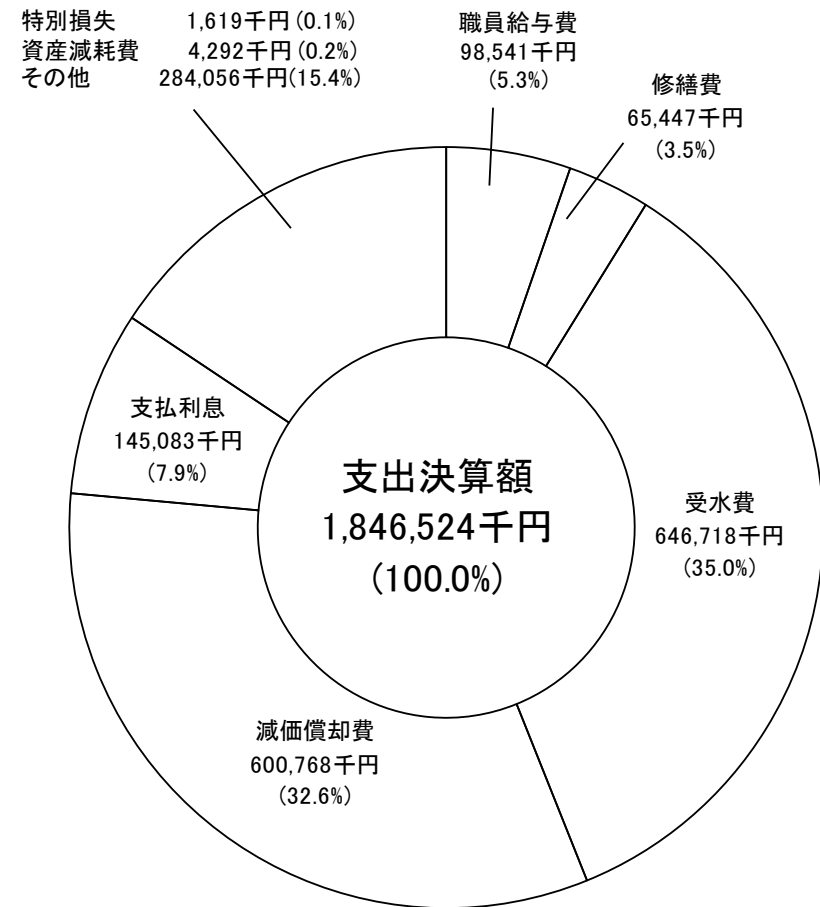 特別損失 1,619千円(0.1%)
資産減耗費 4,292千円(0.2%)
その他 284,056千円(15.4%)
職員給与費
98,541千円
(5.3%)
修繕費
65,447千円
(3.5%)
受水費
646,718千円
(35.0%)
減価償却費
600,768千円
(32.6%)
支払利息
145,083千円
(7.9%)
支出決算額
1,846,524千円
(100.0%)